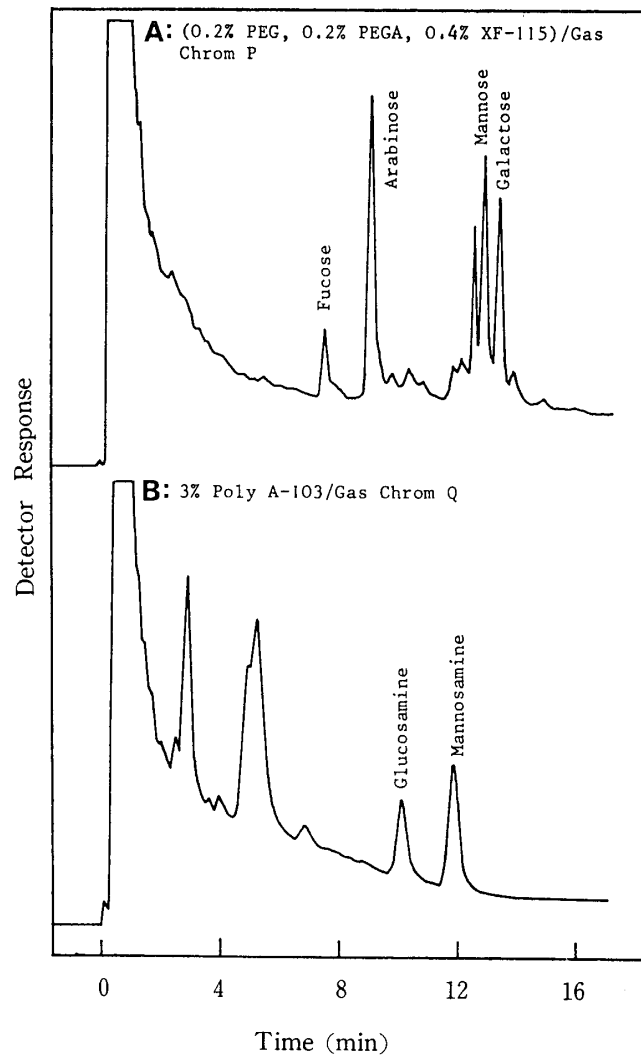 A: (0.2% PEG, 0.2% PEGA, 0.4% XF-115)/Gas
Chrom P
Fucose
Arabinose
Mannose
Galactose
Detector Response
B: 3% Poly A-103/Gas Chrom Q
Glucosamine
Mannosamine
0 4 8 12 16
Time (min)